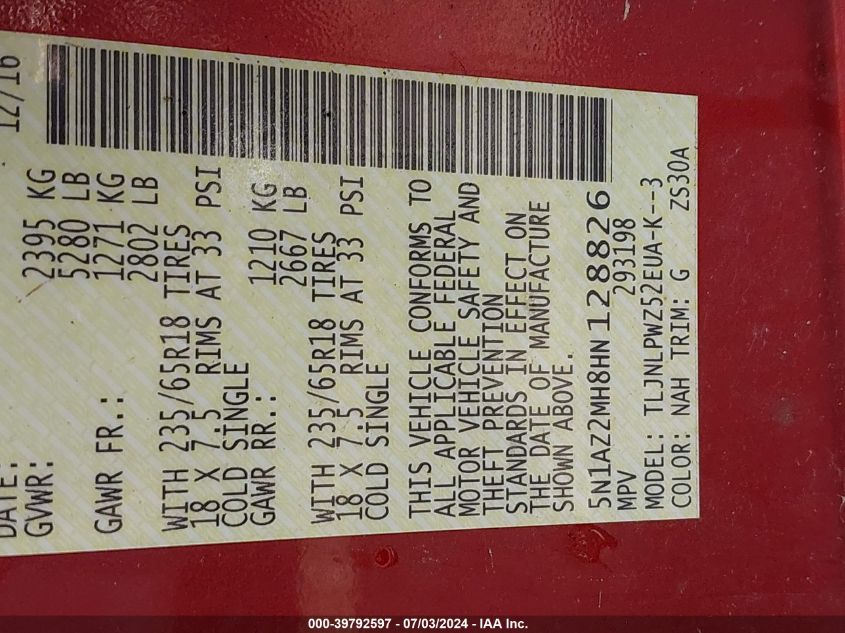 DATE: 12/16
GVWR: 2395 KG
5280 LB
GAWR FR.: 1271 KG
2802 LB
WITH 235/65R18 TIRES
18 X 7.5 RIMS AT 33 PSI
COLD SINGLE
GAWR RR.: 1210 KG
2667 LB
WITH 235/65R18 TIRES
18 X 7.5 RIMS AT 33 PSI
COLD SINGLE
THIS VEHICLE CONFORMS TO
ALL APPLICABLE FEDERAL
MOTOR VEHICLE SAFETY AND
THEFT PREVENTION
STANDARDS IN EFFECT ON
THE DATE OF MANUFACTURE
SHOWN ABOVE.
5N1AZ2MH8HN128826
MPV 293198
MODEL: TLJNLPWZ52EUA-K---3
COLOR: NAH TRIM: G ZS30A
000-39792597 - 07/03/2024 - IAA Inc.